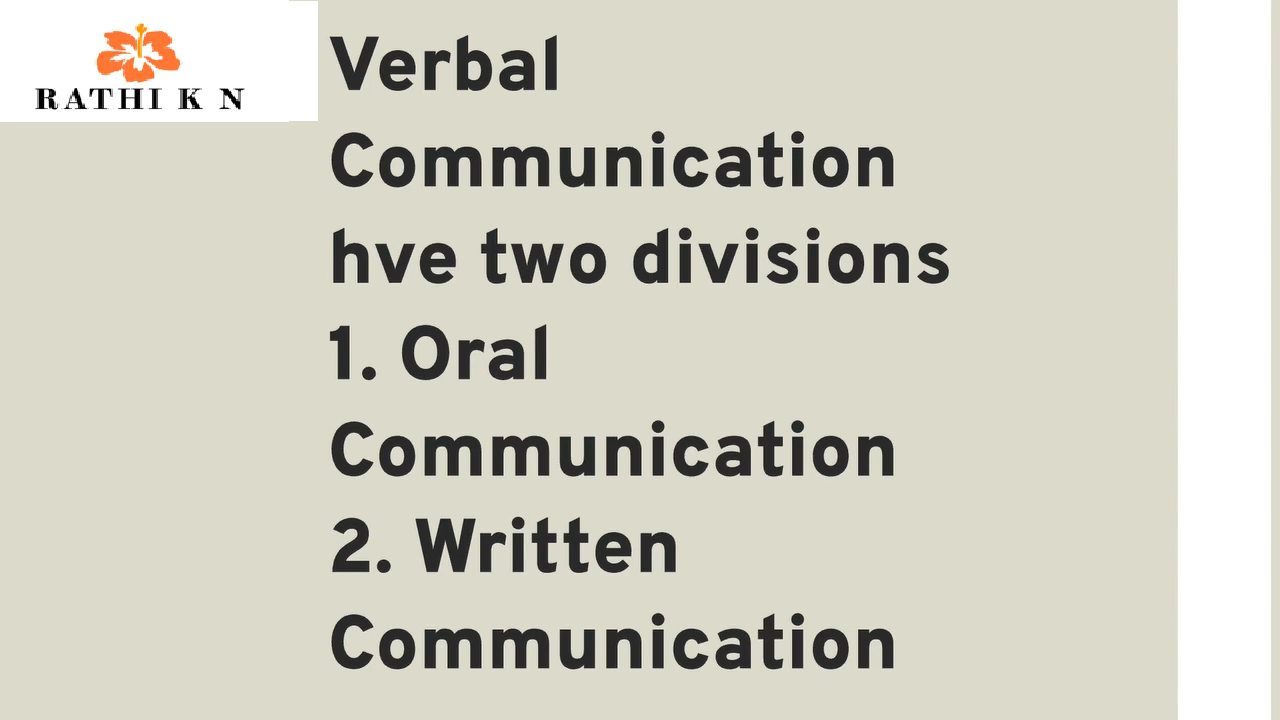 RATHI K N
Verbal
Communication
hve two divisions
1. Oral
Communication
2. Written
Communication